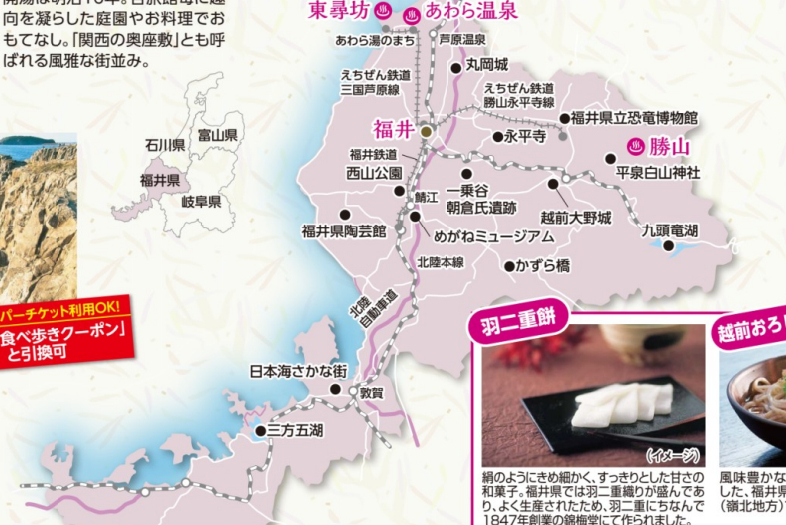 向を凝らした庭園やお料理でお
もてなし。「関西の奥座敷」とも呼
ばれる風雅な街並み。
東尋坊
あわら温泉
あわら湯のまち
芦原温泉
丸岡城
えちぜん鉄道
三国芦原線
えちぜん鉄道
勝山永平寺線
福井県立恐竜博物館
福井
永平寺
勝山
福井鉄道
平泉白山神社
西山公園
一乗谷
朝倉氏遺跡
鯖江
越前大野城
福井県陶芸館
めがねミュージアム
九頭竜湖
北陸本線
かずら橋
北陸
自動車道
石川県
富山県
福井県
岐阜県
パーチケット利用OK!
食べ歩きクーポン」
と引換可
日本海さかな街
敦賀
三方五湖
羽二重餅
(イメージ)
絹のようにきめ細かく、すっきりとした甘さの
和菓子。福井県では羽二重織りが盛んであ
り、よく生産されたため、羽二重にちなんで
1847年創業の錦梅堂にて作られました。
越前おろし
風味豊かな
した、福井県
(嶺北地方)